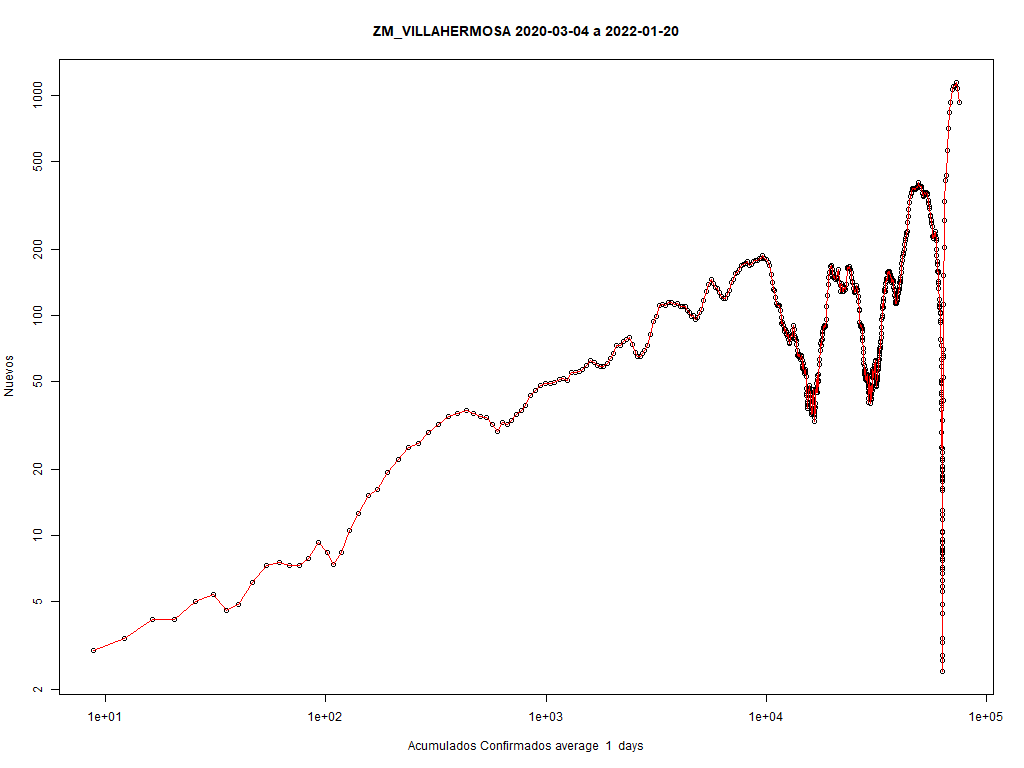 ZM_VILLAHERMOSA 2020-03-04 a 2022-01-20
1000
500
200
100
50
20
10
5
2
Nuevos
1e+01 1e+02 1e+03 1e+04 1e+05
Acumulados Confirmados average 1 days